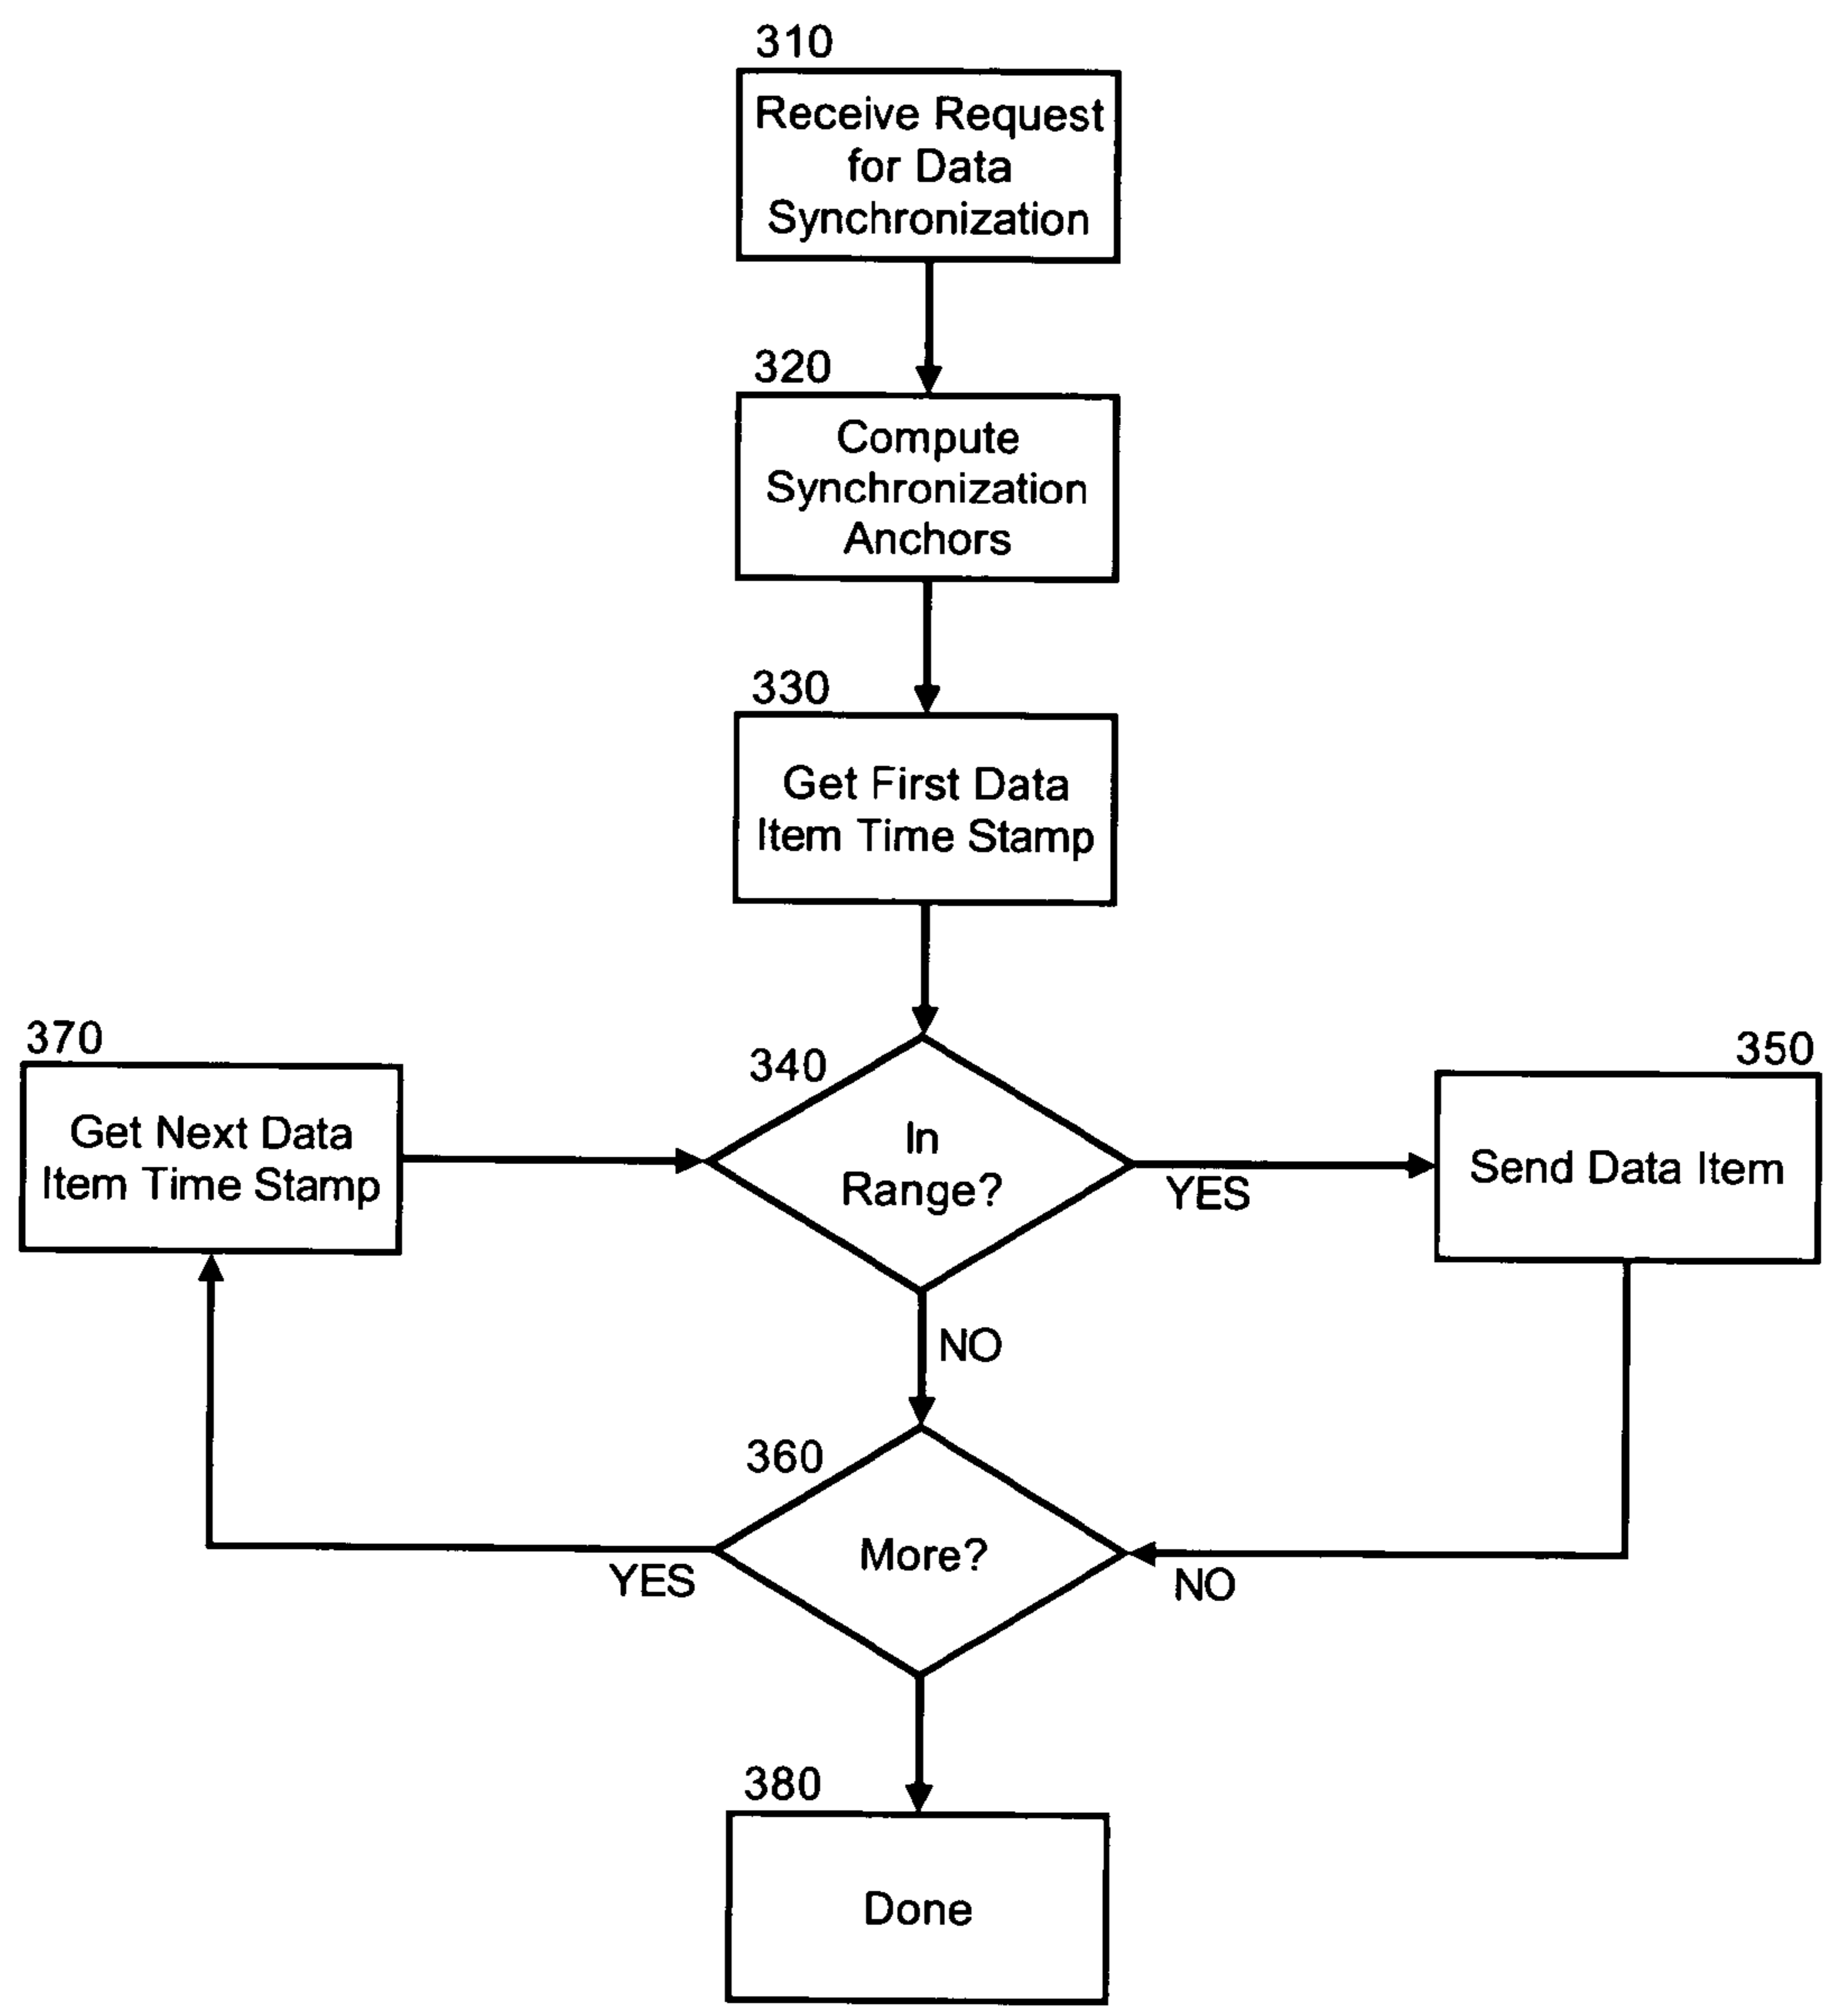 310
Receive Request
for Data
Synchronization
320
Compute
Synchronization
Anchors
330
Get First Data
Item Time Stamp
370
Get Next Data
Item Time Stamp
340
In
Range?
YES
350
Send Data Item
NO
360
More?
YES
NO
380
Done